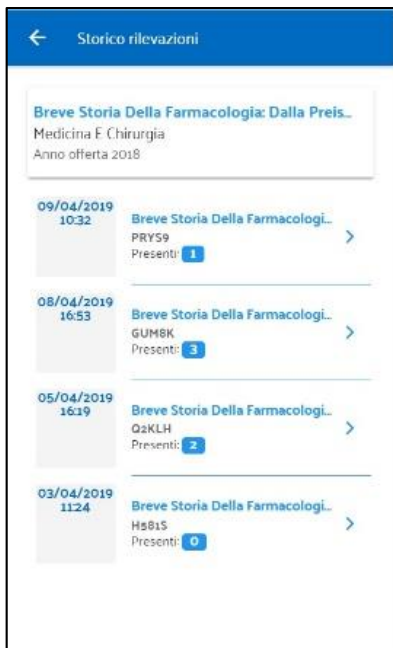 Storico rilevazioni
Breve Storia Della Farmacologia: Dalla Preis...
Medicina E Chirurgia
Anno offerta 2018
09/04/2019
10:32
Breve Storia Della Farmacologi...
PRYS9
Presenti: 1
08/04/2019
16:53
Breve Storia Della Farmacologi...
GUM8K
Presenti: 3
05/04/2019
16:19
Breve Storia Della Farmacologi...
Q2KLH
Presenti: 2
03/04/2019
11:24
Breve Storia Della Farmacologi...
H581S
Presenti: 0